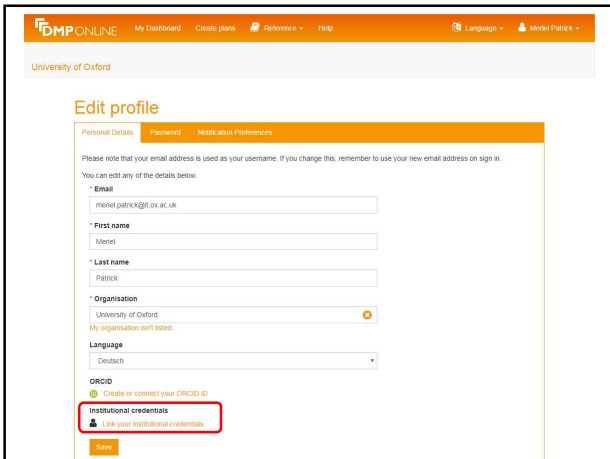 DMPONLINE My Dashboard Create plans Reference Help Language Meriel Patrick
University of Oxford
Edit profile
Personal Details Password Notification Preferences
Please note that your email address is used as your username. If you change this, remember to use your new email address on sign in.
You can edit any of the details below.
* Email
meriel.patrick@it.ox.ac.uk
* First name
Meriel
* Last name
Patrick
* Organisation
University of Oxford
My organisation isn't listed.
Language
Deutsch
ORCID
iD Create or connect your ORCID iD
Institutional credentials
Link your institutional credentials
Save